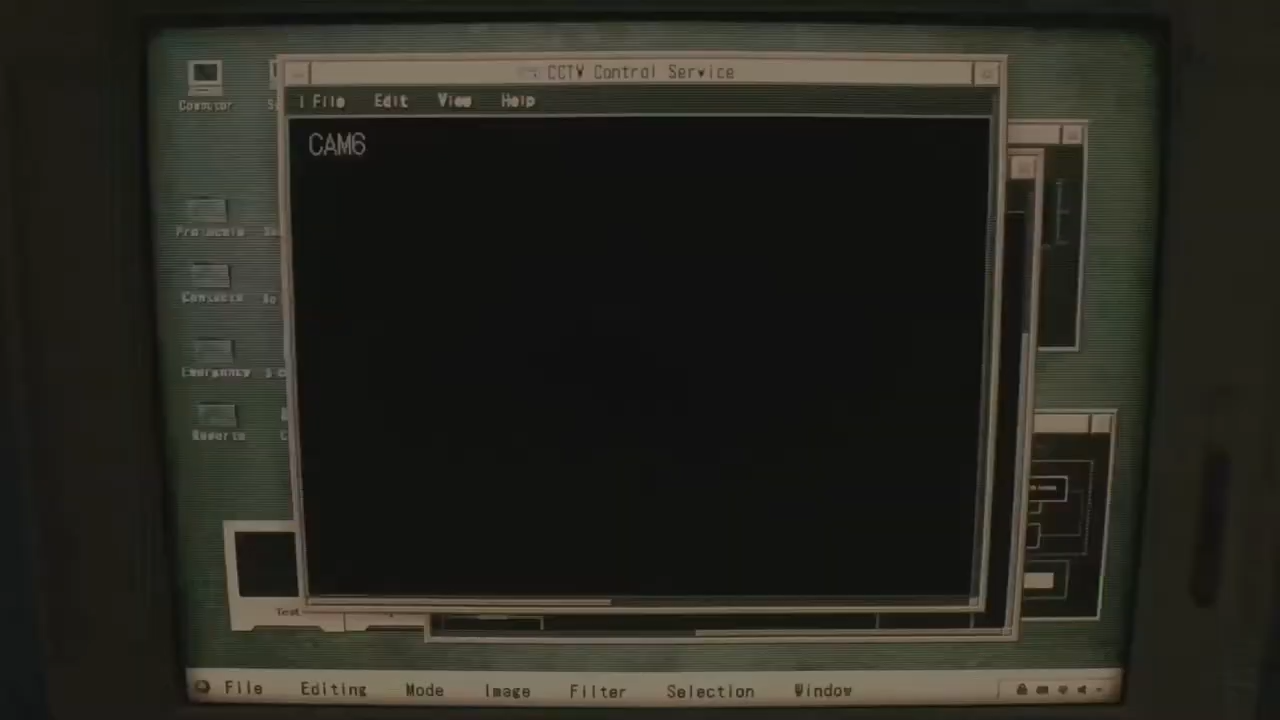 CCTV Control Service
File Edit View Help
CAM6
Computer
Protocols
Contacts
Emergency
Reports
Test
File Editing Mode Image Filter Selection Window